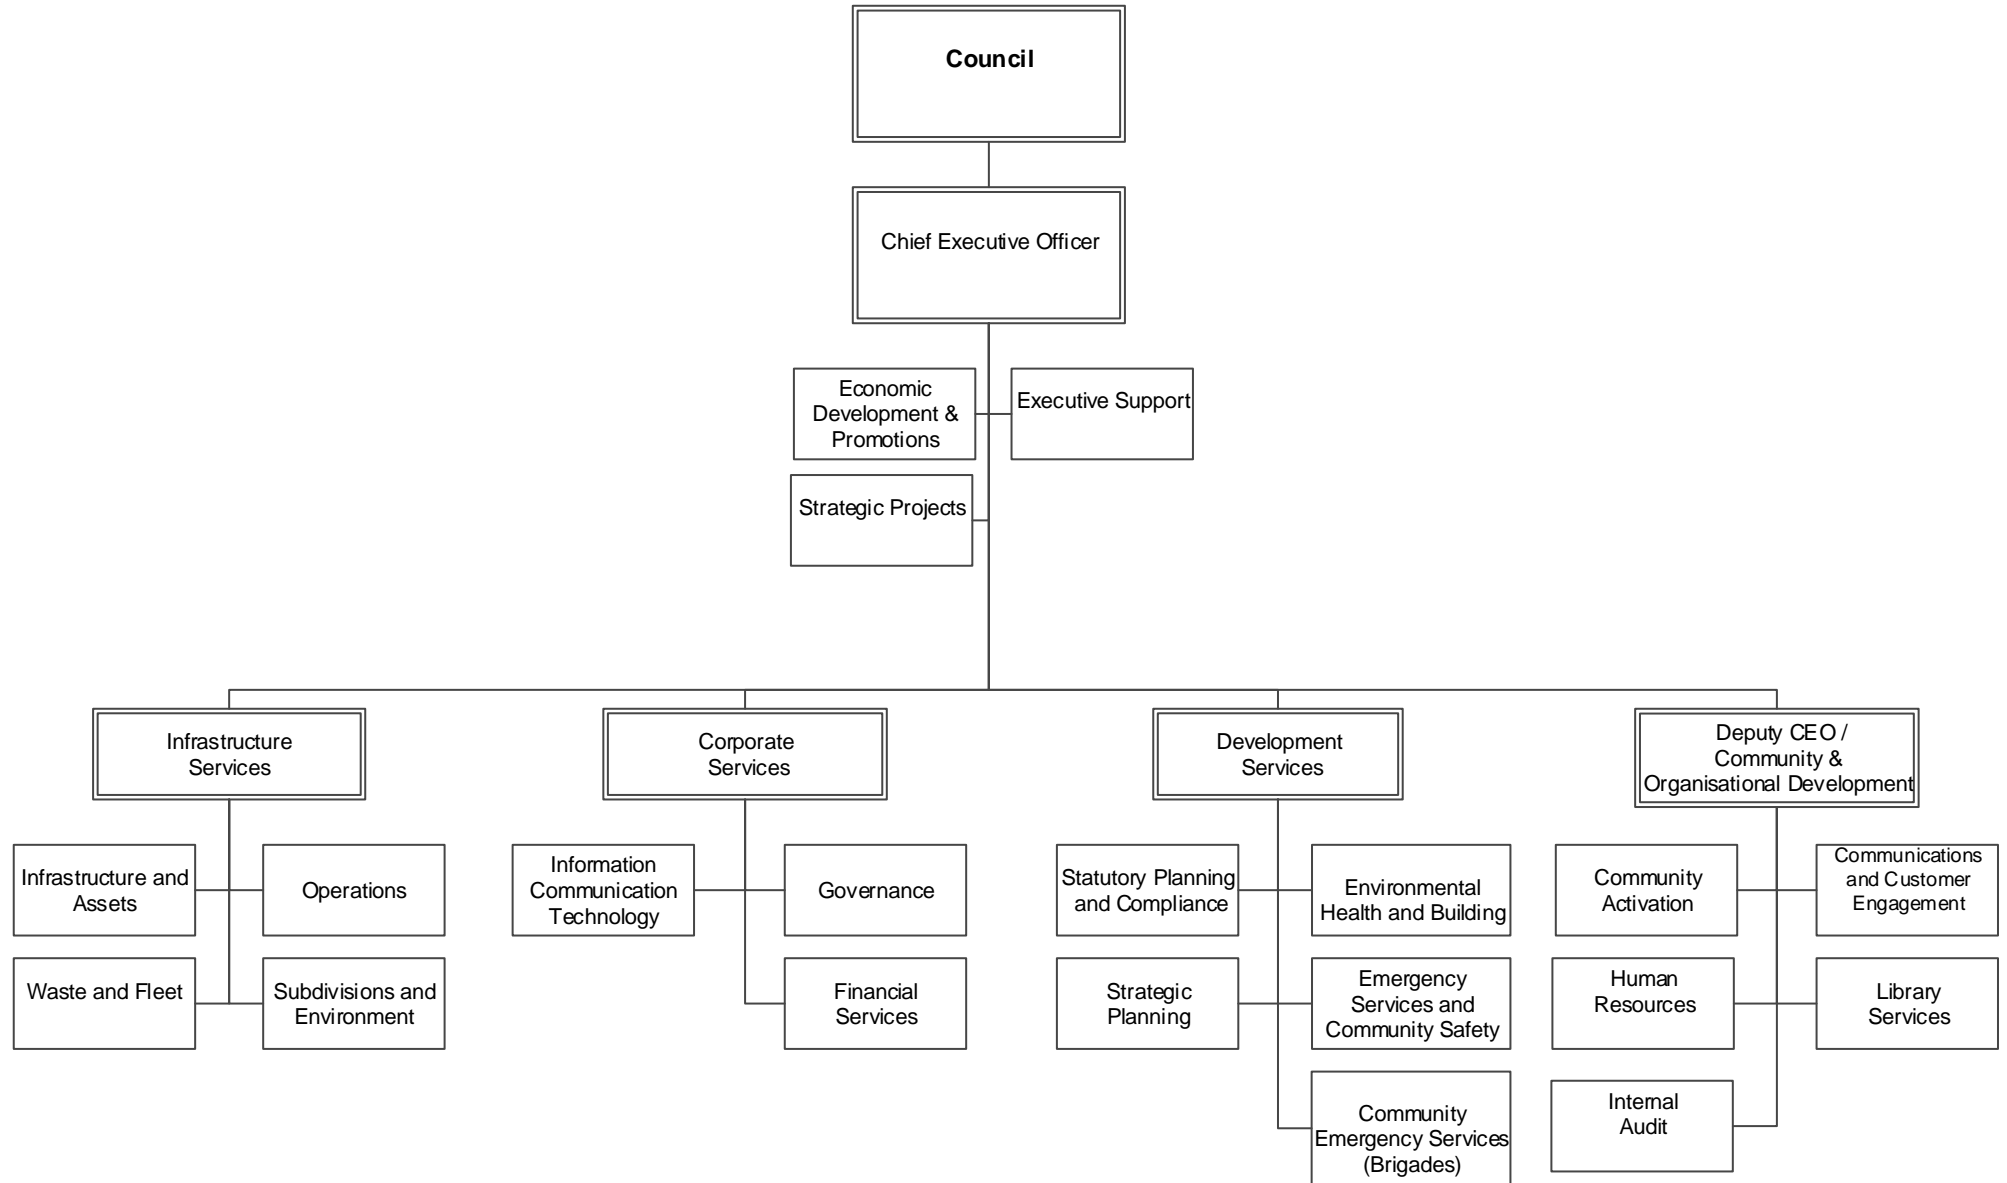 Council
Chief Executive Officer
Economic
Development &
Promotions
Executive Support
Strategic Projects
Infrastructure
Services
Corporate
Services
Development
Services
Deputy CEO /
Community &
Organisational Development
Infrastructure and
Assets
Operations
Waste and Fleet
Subdivisions and
Environment
Information
Communication
Technology
Governance
Financial
Services
Statutory Planning
and Compliance
Environmental
Health and Building
Strategic
Planning
Emergency
Services and
Community Safety
Community
Emergency Services
(Brigades)
Community
Activation
Communications
and Customer
Engagement
Human
Resources
Library
Services
Internal
Audit